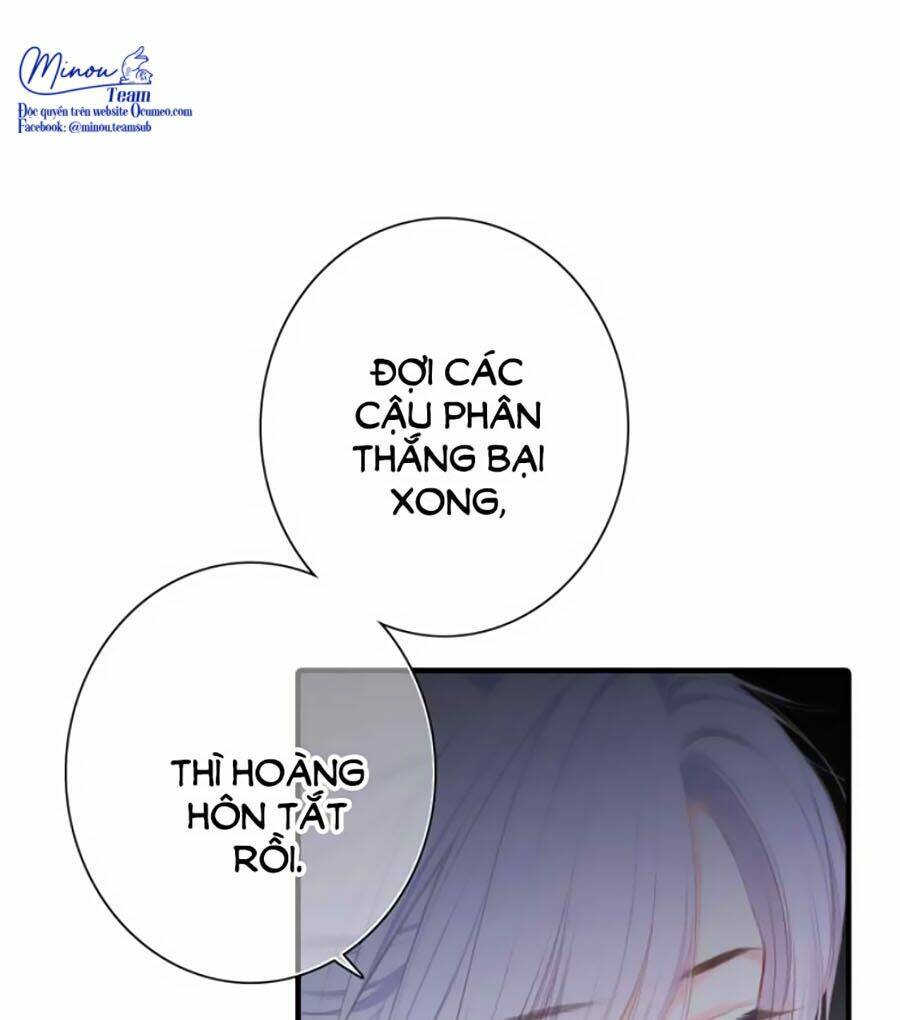 Minou
Team
Độc quyền trên website Ocumeo.com
Facebook: @minou.teamsub
ĐỢI CÁC
CẬU PHÂN
THẮNG BẠI
XONG,
THÌ HOÀNG
HÔN TẮT
RỒI.